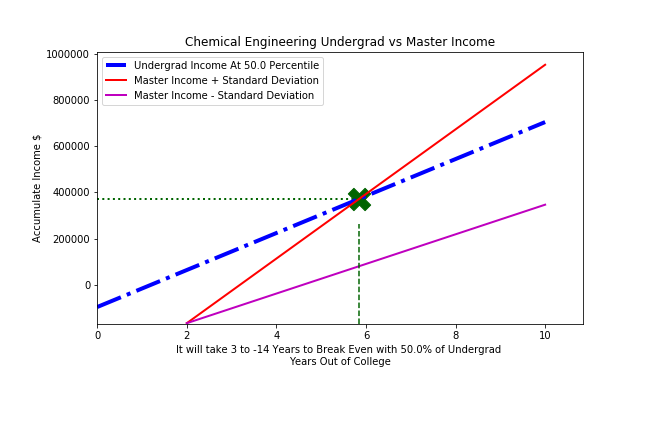 Chemical Engineering Undergrad vs Master Income
1000000
800000
600000
400000
200000
0
Accumulate Income $
Undergrad Income At 50.0 Percentile
Master Income + Standard Deviation
Master Income - Standard Deviation
0 2 4 6 8 10
It will take 3 to -14 Years to Break Even with 50.0% of Undergrad
Years Out of College